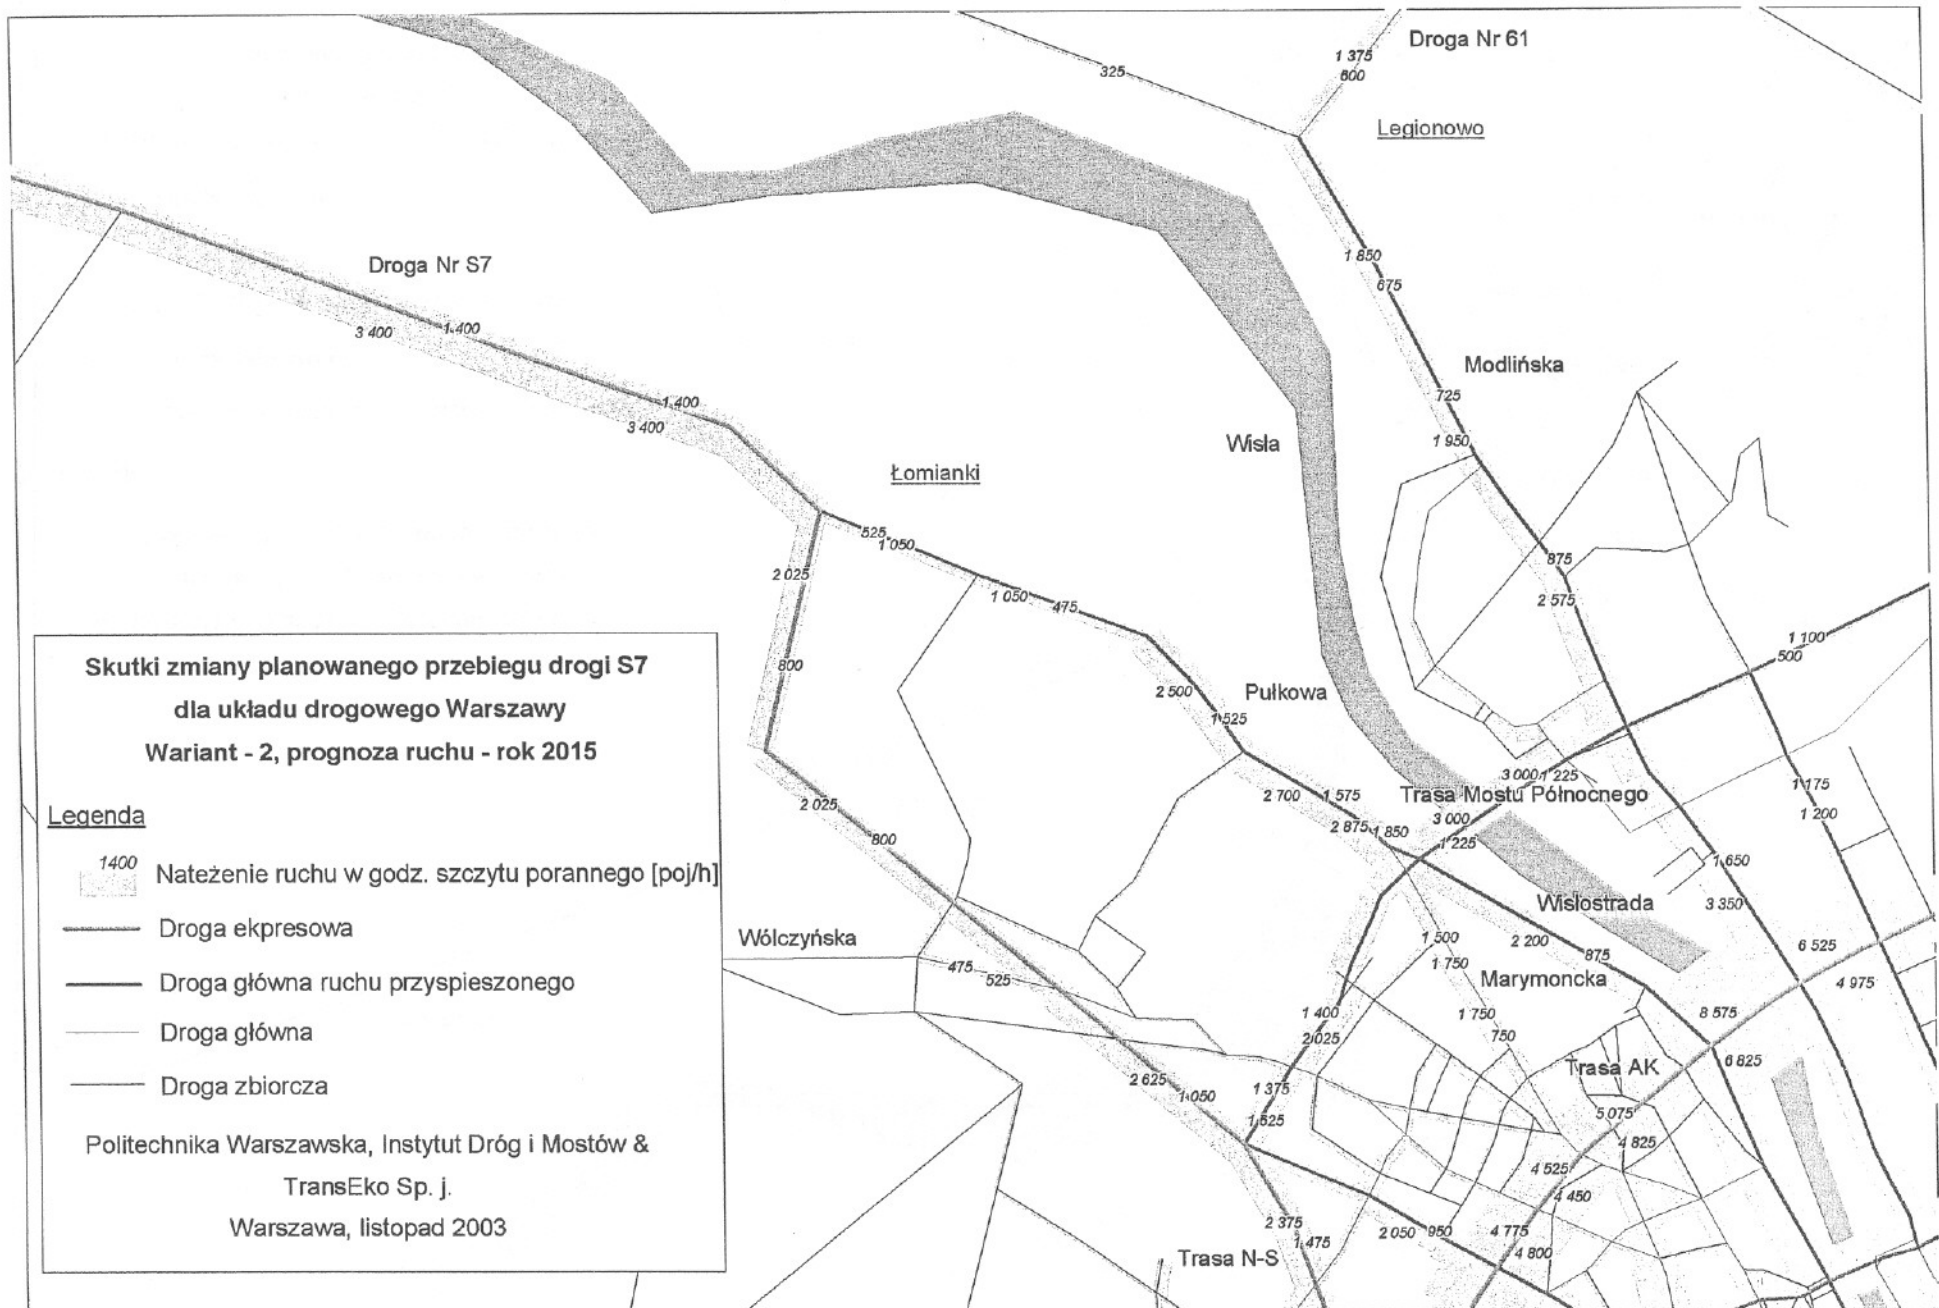 Droga Nr 61
1 375
600
325
Legionowo
Droga Nr S7
1 850
675
3 400
1 400
Modlińska
725
1 400
3 400
1 950
Wisła
Łomianki
525
1 050
2 025
875
1 050
475
2 575
1 100
500
800
2 500
Pułkowa
1 525
Skutki zmiany planowanego przebiegu drogi S7
dla układu drogowego Warszawy
Wariant - 2, prognoza ruchu - rok 2015
Legenda
1400
Nateżenie ruchu w godz. szczytu porannego [poj/h]
Droga ekpresowa
Droga główna ruchu przyspieszonego
Droga główna
Droga zbiorcza
Politechnika Warszawska, Instytut Dróg i Mostów &
TransEko Sp. j.
Warszawa, listopad 2003
3 000
1 225
2 700
1 575
Trasa Mostu Północnego
1 175
1 200
2 025
800
2 875
1 850
3 000
1 225
1 650
3 350
Wislostrada
Wólczyńska
475
525
1 500
1 750
2 200
875
6 525
4 975
Marymoncka
1 400
2 025
1 750
750
8 575
6 825
Trasa AK
2 625
1 050
1 375
1 525
5 075
4 825
4 525
4 450
2 375
1 475
2 050
950
4 775
4 800
Trasa N-S